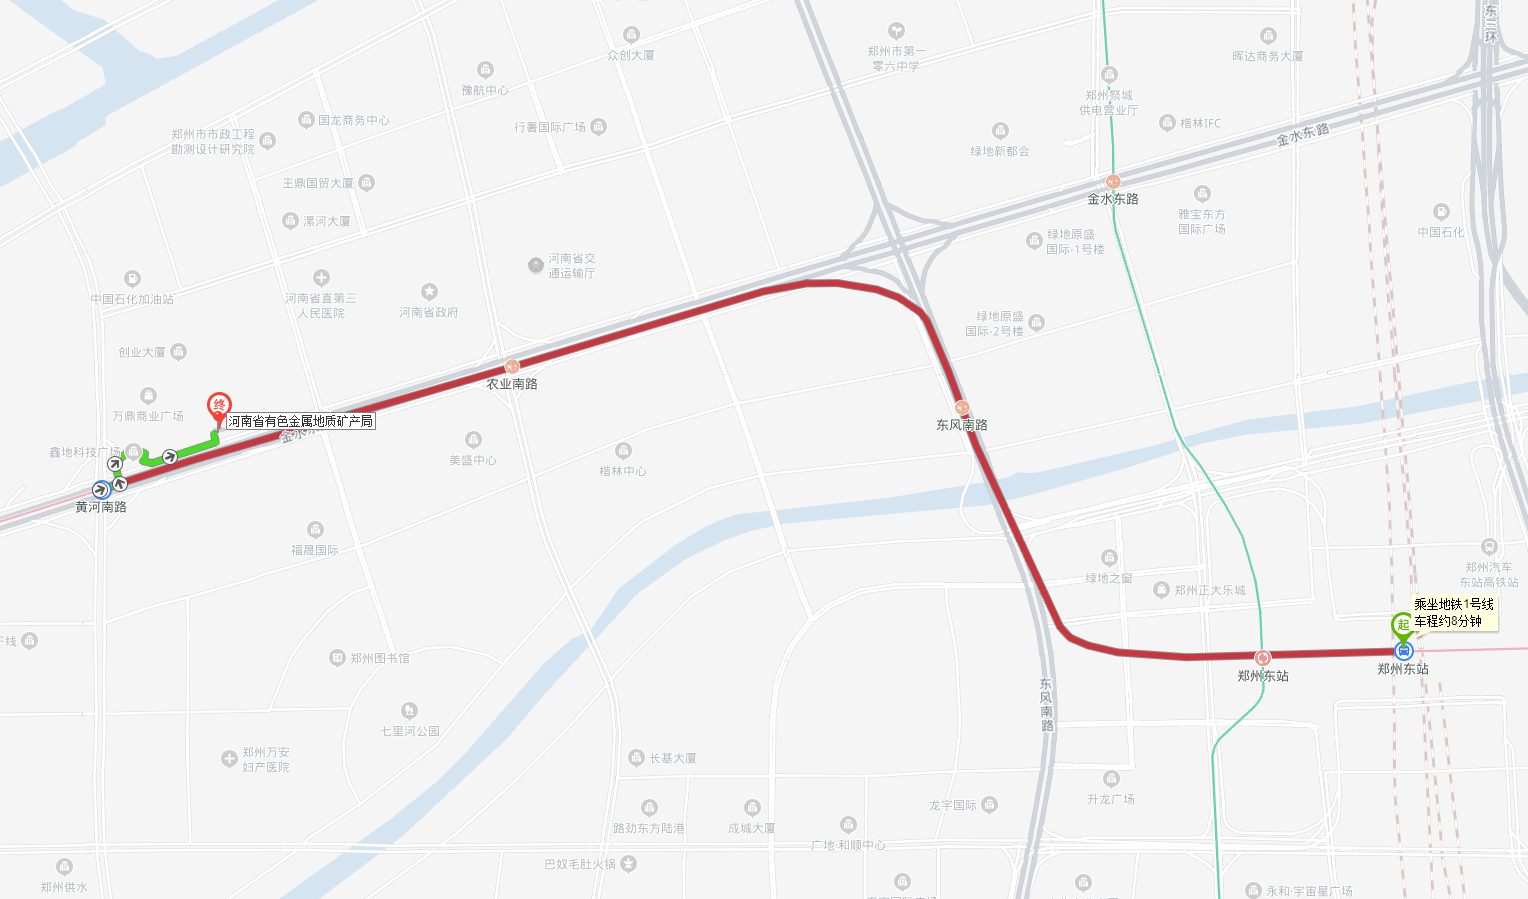 东三环
众创大厦
郑州市第一
零六中学
晖达商务大厦
豫航中心
郑州祭城
供电营业厅
国龙商务中心
行署国际广场
楷林IFC
郑州市市政工程
勘测设计研究院
绿地新都会
金水东路
王鼎国贸大厦
金水东路
漯河大厦
雅宝东方
国际广场
绿地原盛
国际-1号楼
中国石化
河南省交
通运输厅
中国石化加油站
河南省直第三
人民医院
河南省政府
绿地原盛
国际-2号楼
创业大厦
农业南路
终
河南省有色金属地质矿产局
万鼎商业广场
东风南路
金水东
鑫地科技广场
美盛中心
楷林中心
黄河南路
福晟国际
绿地之窗
郑州汽车
东站高铁站
郑州正大乐城
乘坐地铁1号线
车程约8分钟
起
干线
郑州图书馆
郑州东站
郑州东站
东风南路
七里河公园
郑州万安
妇产医院
长基大厦
升龙广场
龙宇国际
路劲东方陆港
成城大厦
广地·和顺中心
巴奴毛肚火锅
郑州供水
永和·宇宙星广场